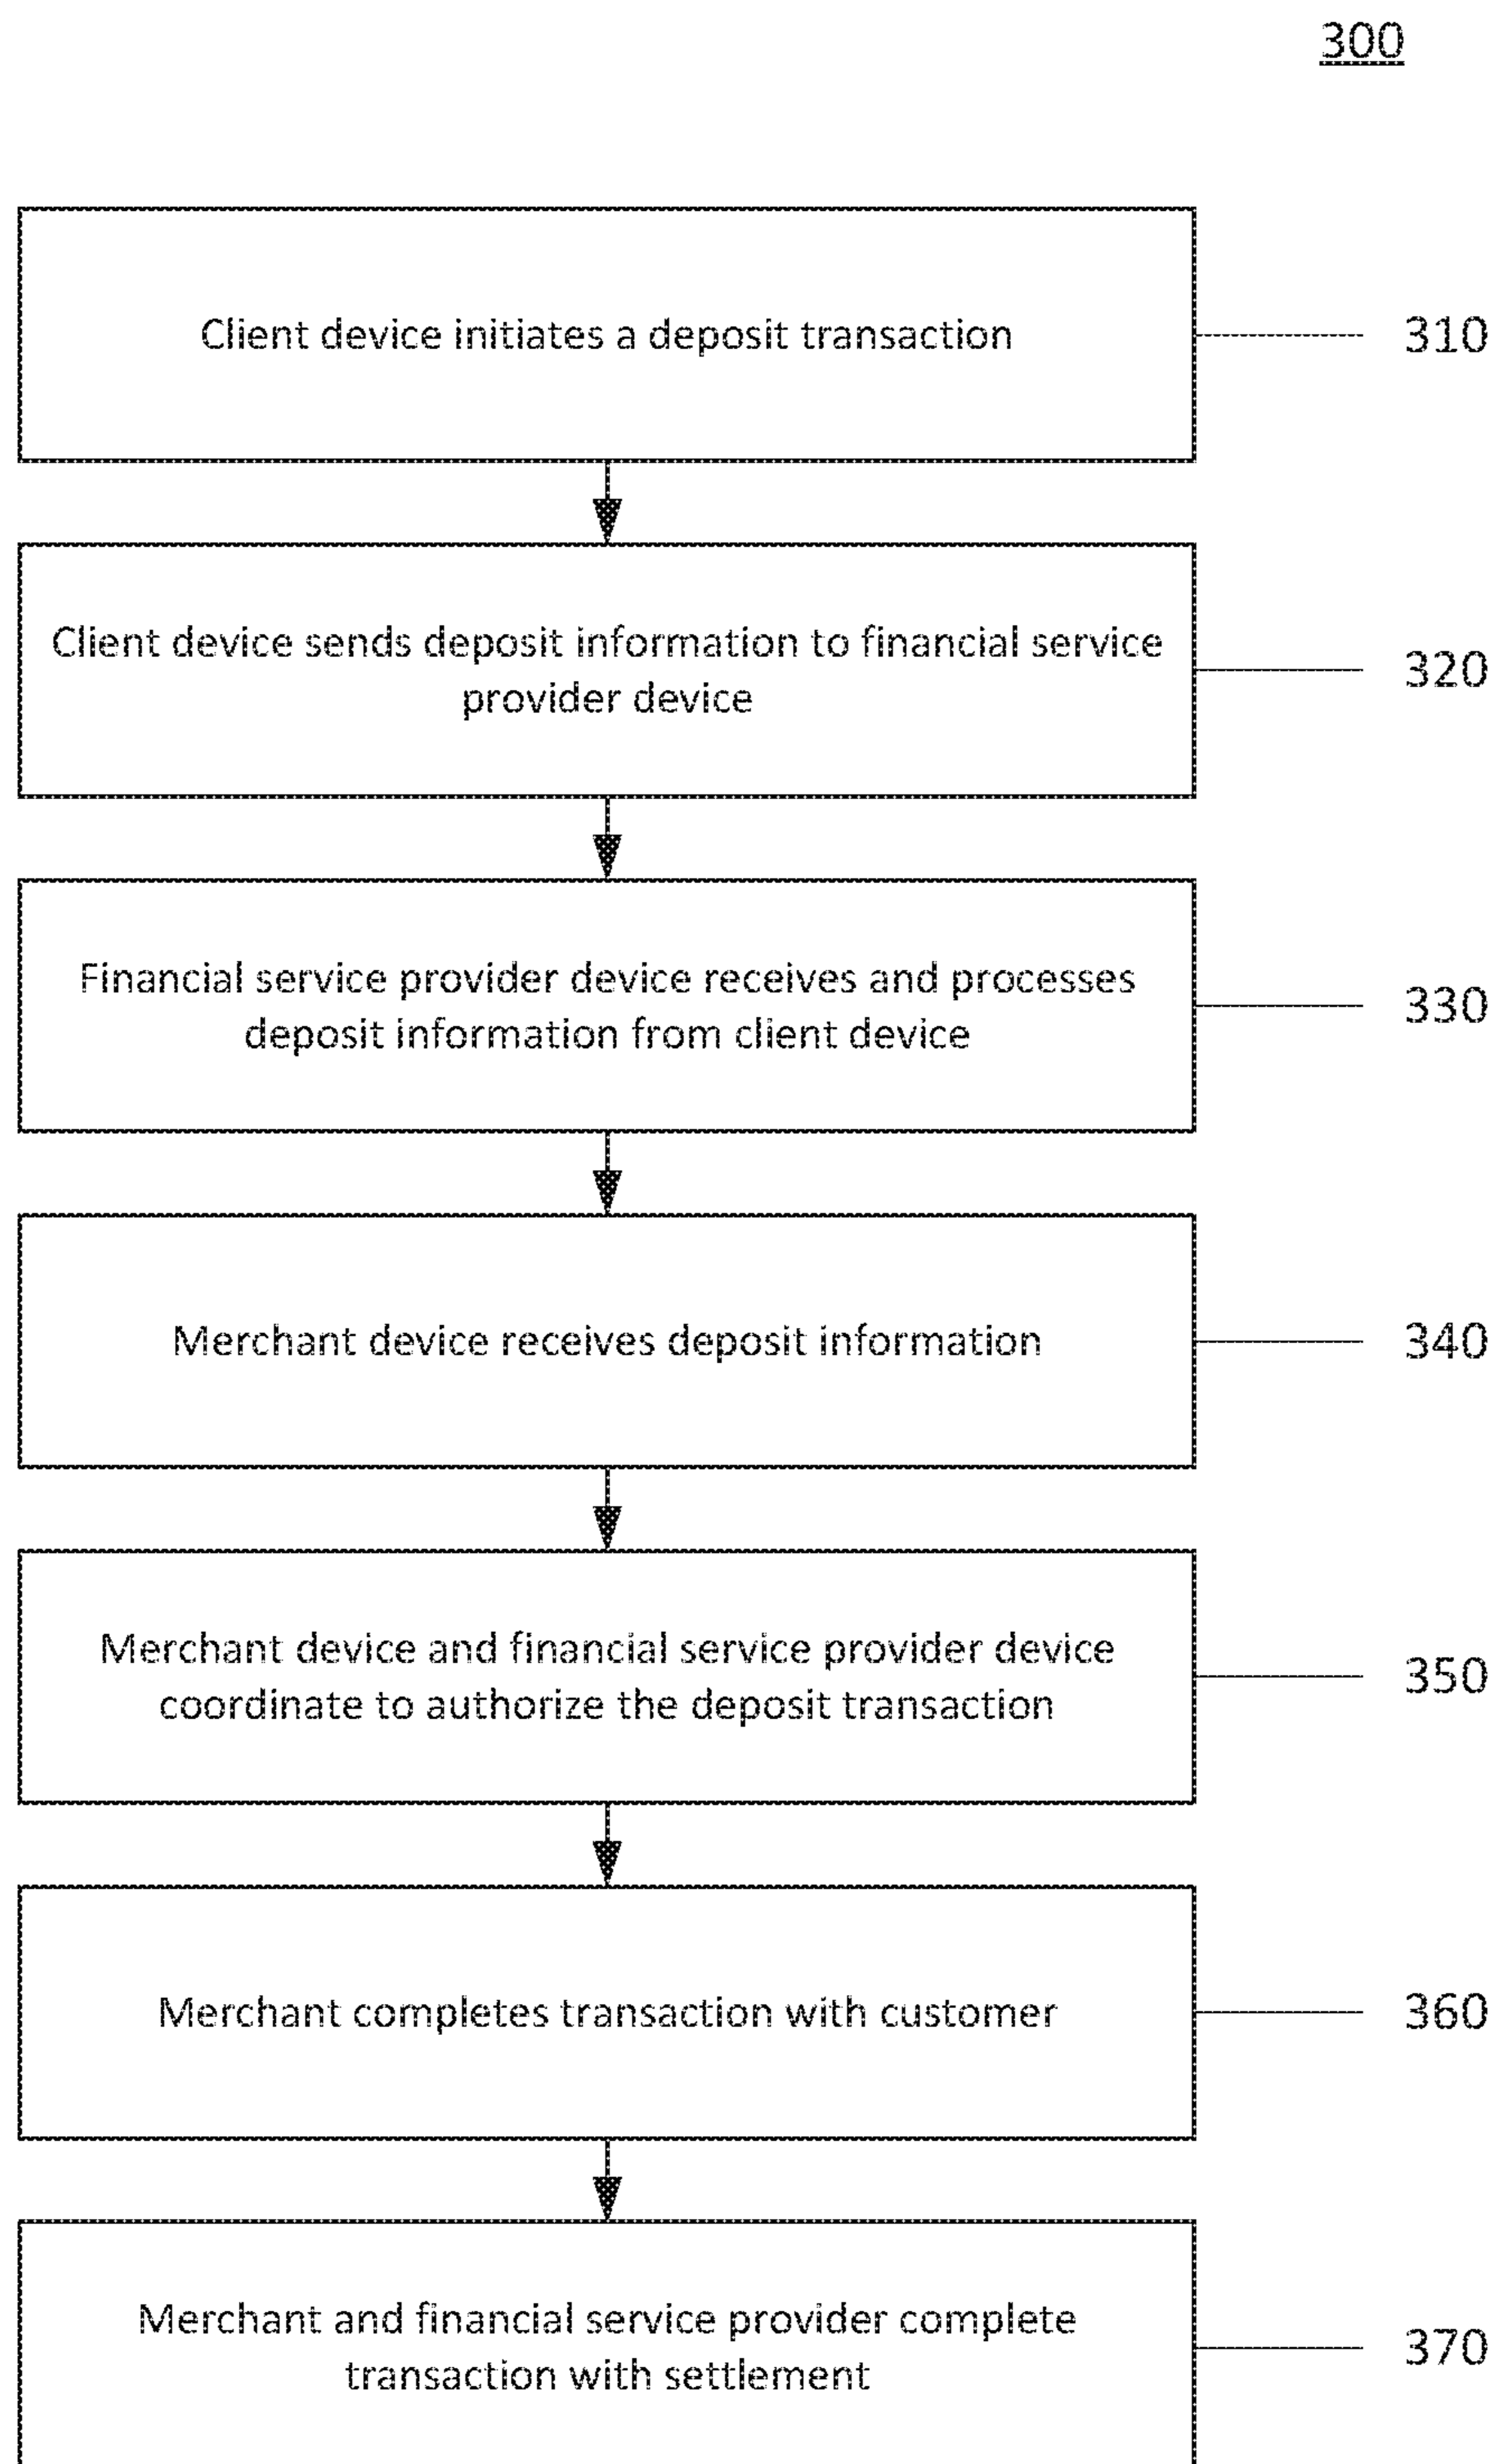 300
Client device initiates a deposit transaction
310
Client device sends deposit information to financial service
provider device
320
Financial service provider device receives and processes
deposit information from client device
330
Merchant device receives deposit information
340
Merchant device and financial service provider device
coordinate to authorize the deposit transaction
350
Merchant completes transaction with customer
360
Merchant and financial service provider complete
transaction with settlement
370